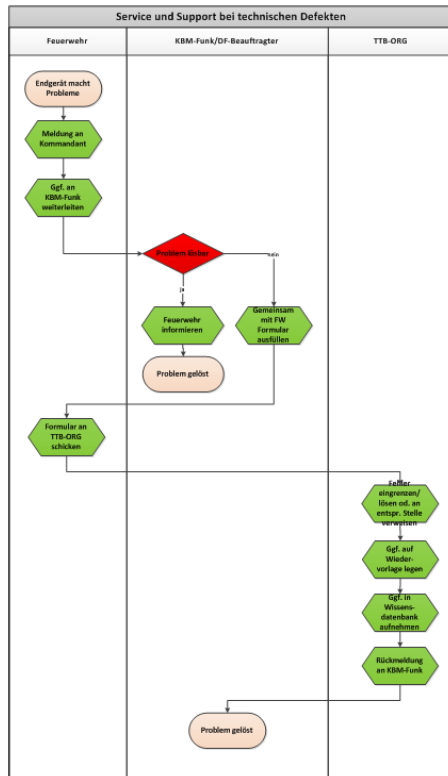 Service und Support bei technischen Defekten
Feuerwehr
KBM-Funk/DF-Beauftragter
TTB-ORG
Endgerät macht
Probleme
Meldung an
Kommandant
Ggf. an
KBM-Funk
weiterleiten
Problem lösbar
nein
ja
Feuerwehr
informieren
Gemeinsam
mit FW
Formular
ausfüllen
Problem gelöst
Formular an
TTB-ORG
schicken
Fehler
eingrenzen/
lösen od. an
entspr. Stelle
verweisen
Ggf. auf
Wieder-
vorlage legen
Ggf. in
Wissens-
datenbank
aufnehmen
Rückmeldung
an KBM-Funk
Problem gelöst